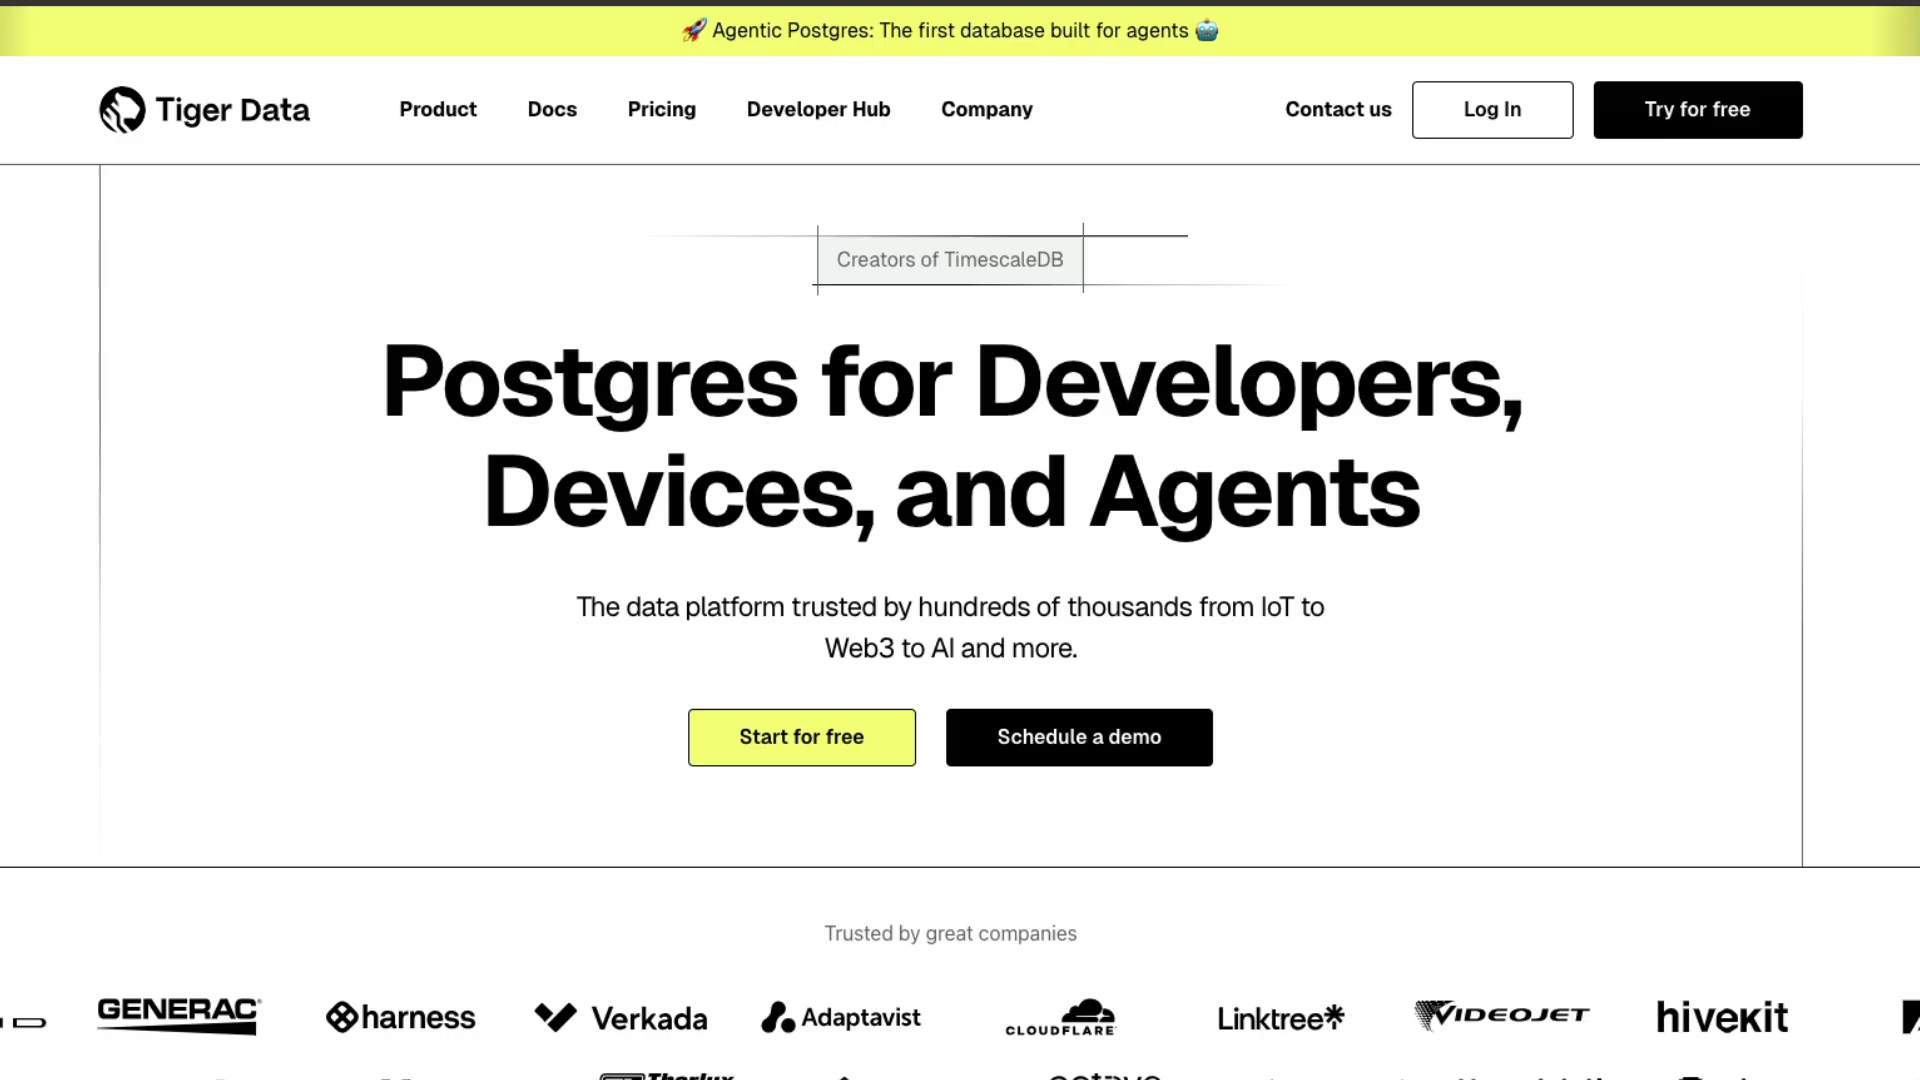 🚀 Agentic Postgres: The first database built for agents 🤖
Tiger Data
Product
Docs
Pricing
Developer Hub
Company
Contact us
Log In
Try for free
Creators of TimescaleDB
Postgres for Developers,
Devices, and Agents
The data platform trusted by hundreds of thousands from IoT to
Web3 to AI and more.
Start for free
Schedule a demo
Trusted by great companies
GENERAC
harness
Verkada
Adaptavist
CLOUDFLARE
Linktree
VIDEOJET
hivekit